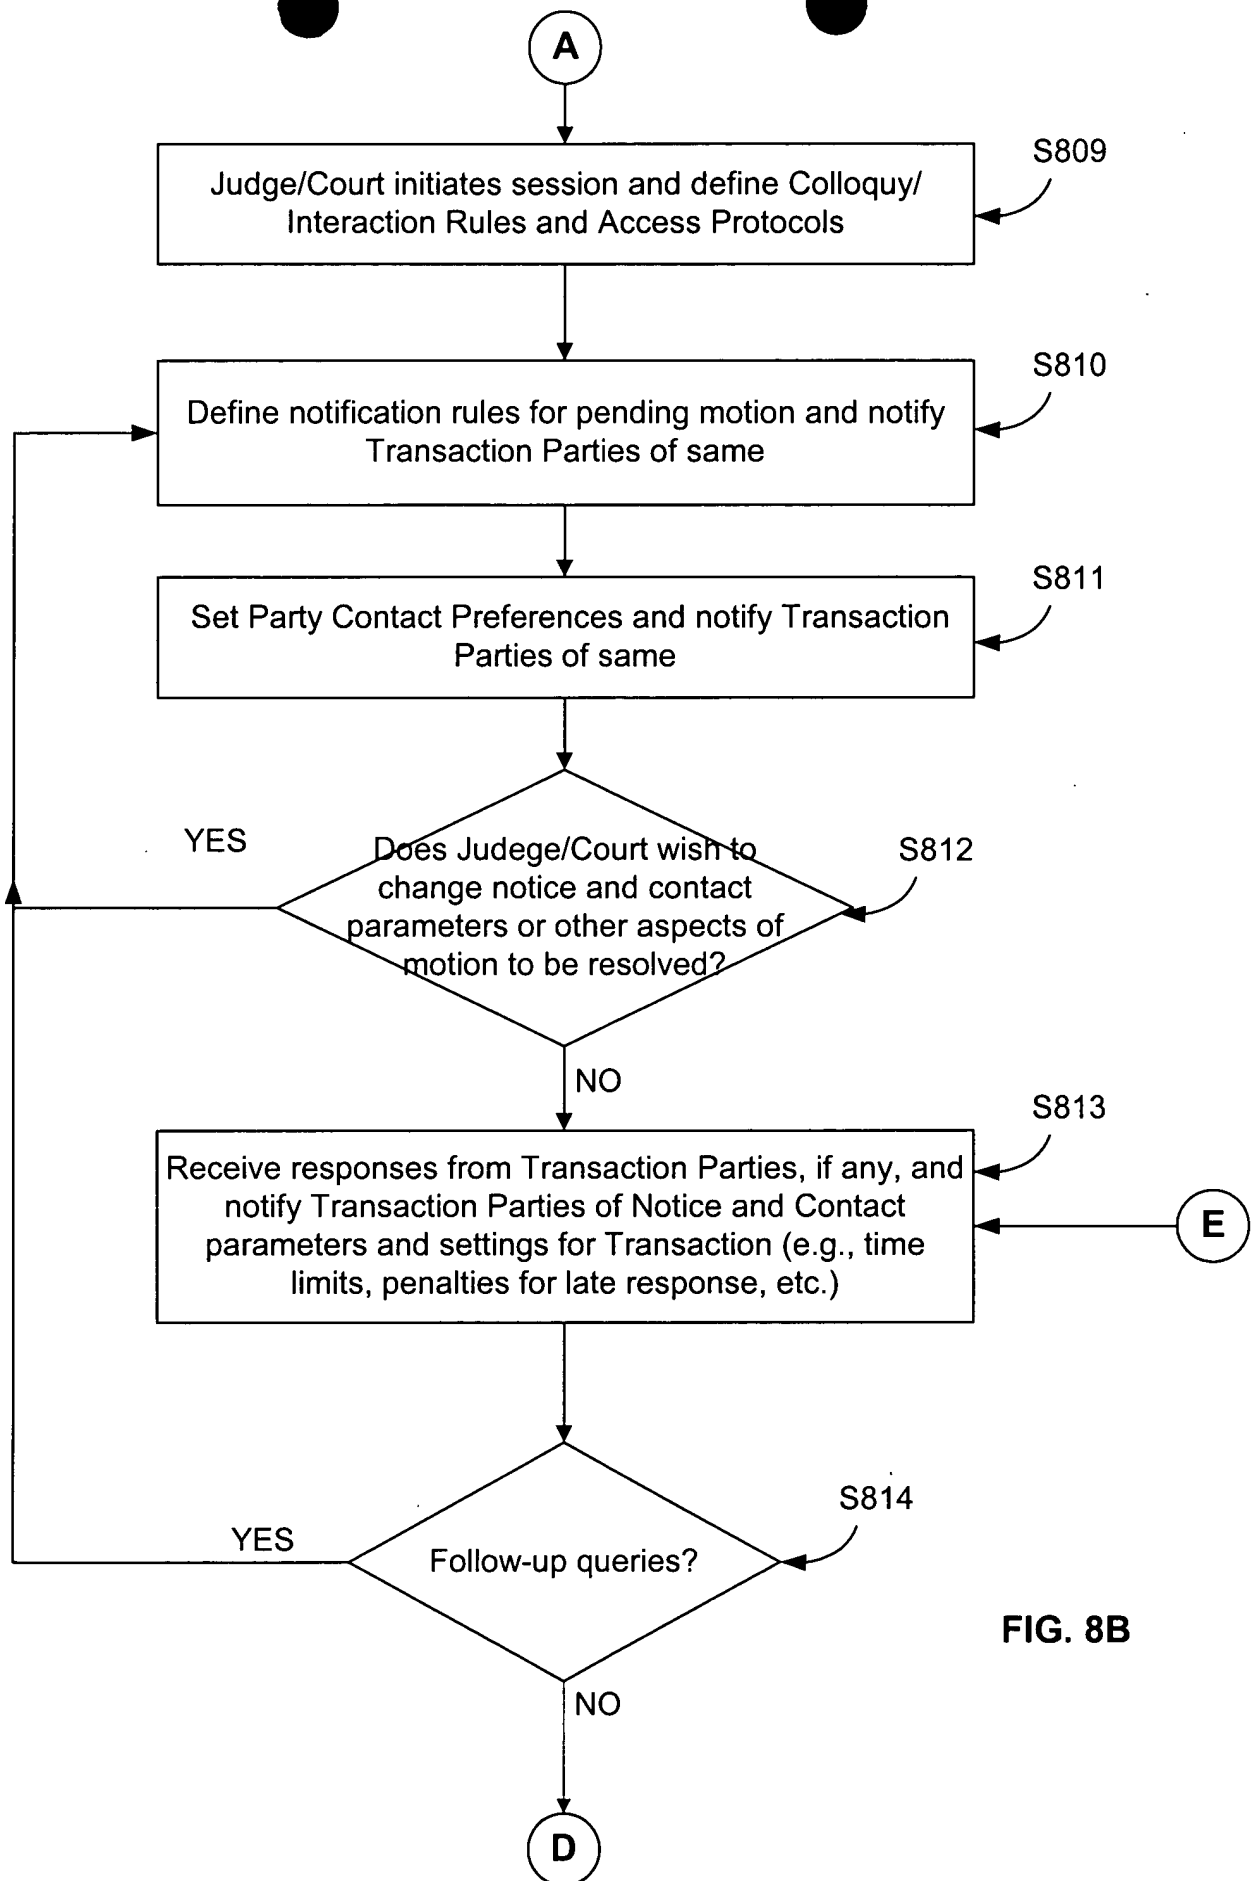 A
S809
Judge/Court initiates session and define Colloquy/
Interaction Rules and Access Protocols
S810
Define notification rules for pending motion and notify
Transaction Parties of same
S811
Set Party Contact Preferences and notify Transaction
Parties of same
YES
Does Judege/Court wish to
change notice and contact
parameters or other aspects of
motion to be resolved?
S812
NO
S813
Receive responses from Transaction Parties, if any, and
notify Transaction Parties of Notice and Contact
parameters and settings for Transaction (e.g., time
limits, penalties for late response, etc.)
E
S814
YES
Follow-up queries?
FIG. 8B
NO
D